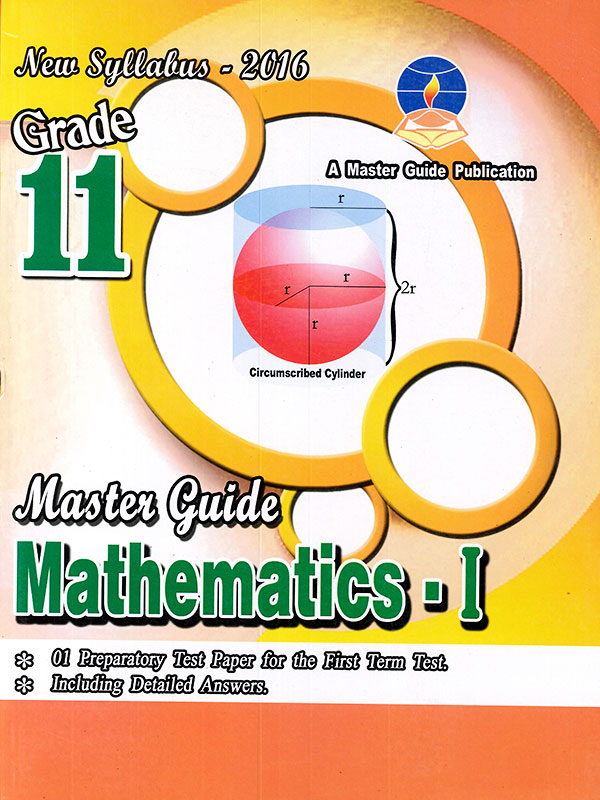 New Syllabus - 2016
Grade
11
A Master Guide Publication
r
r
r
2r
r
Circumscribed Cylinder
Master Guide
Mathematics - I
* 01 Preparatory Test Paper for the First Term Test.
* Including Detailed Answers.